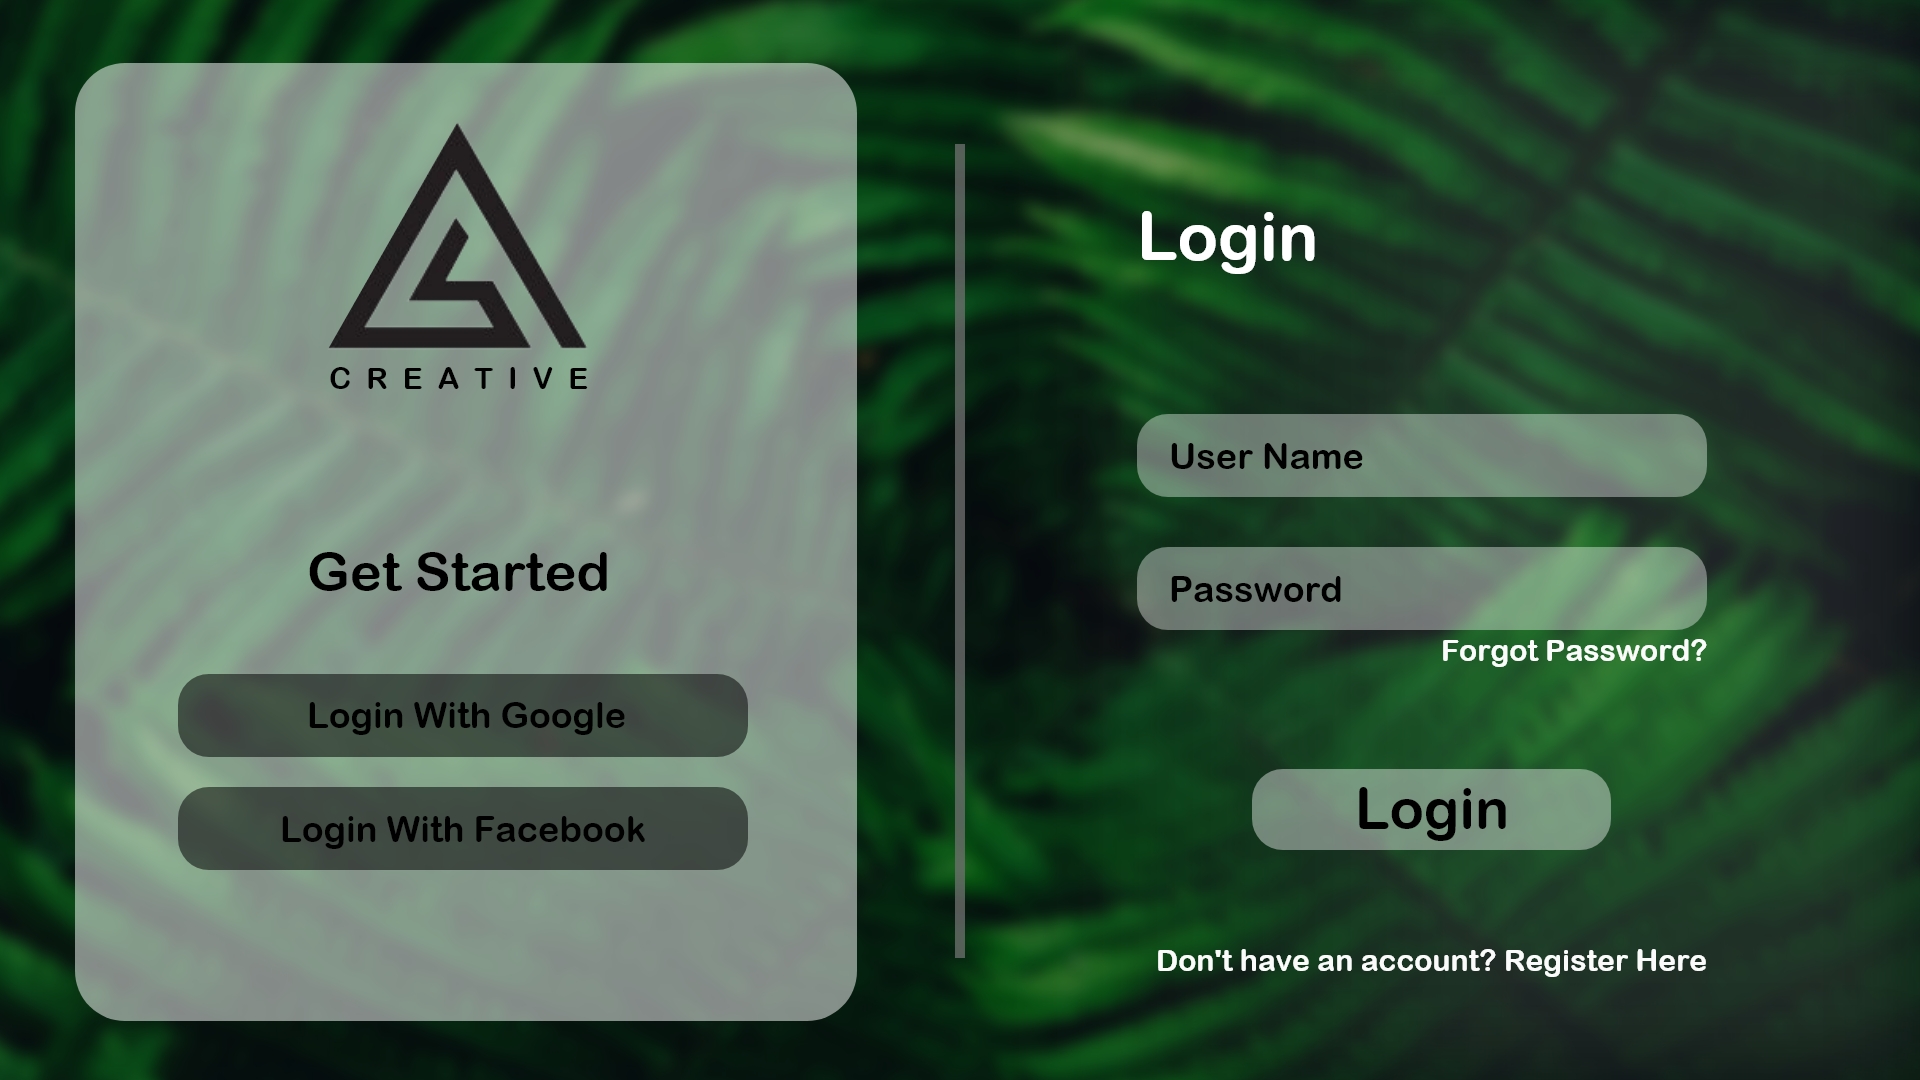 CREATIVE
Get Started
Login With Google
Login With Facebook
Login
User Name
Password
Forgot Password?
Login
Don't have an account? Register Here